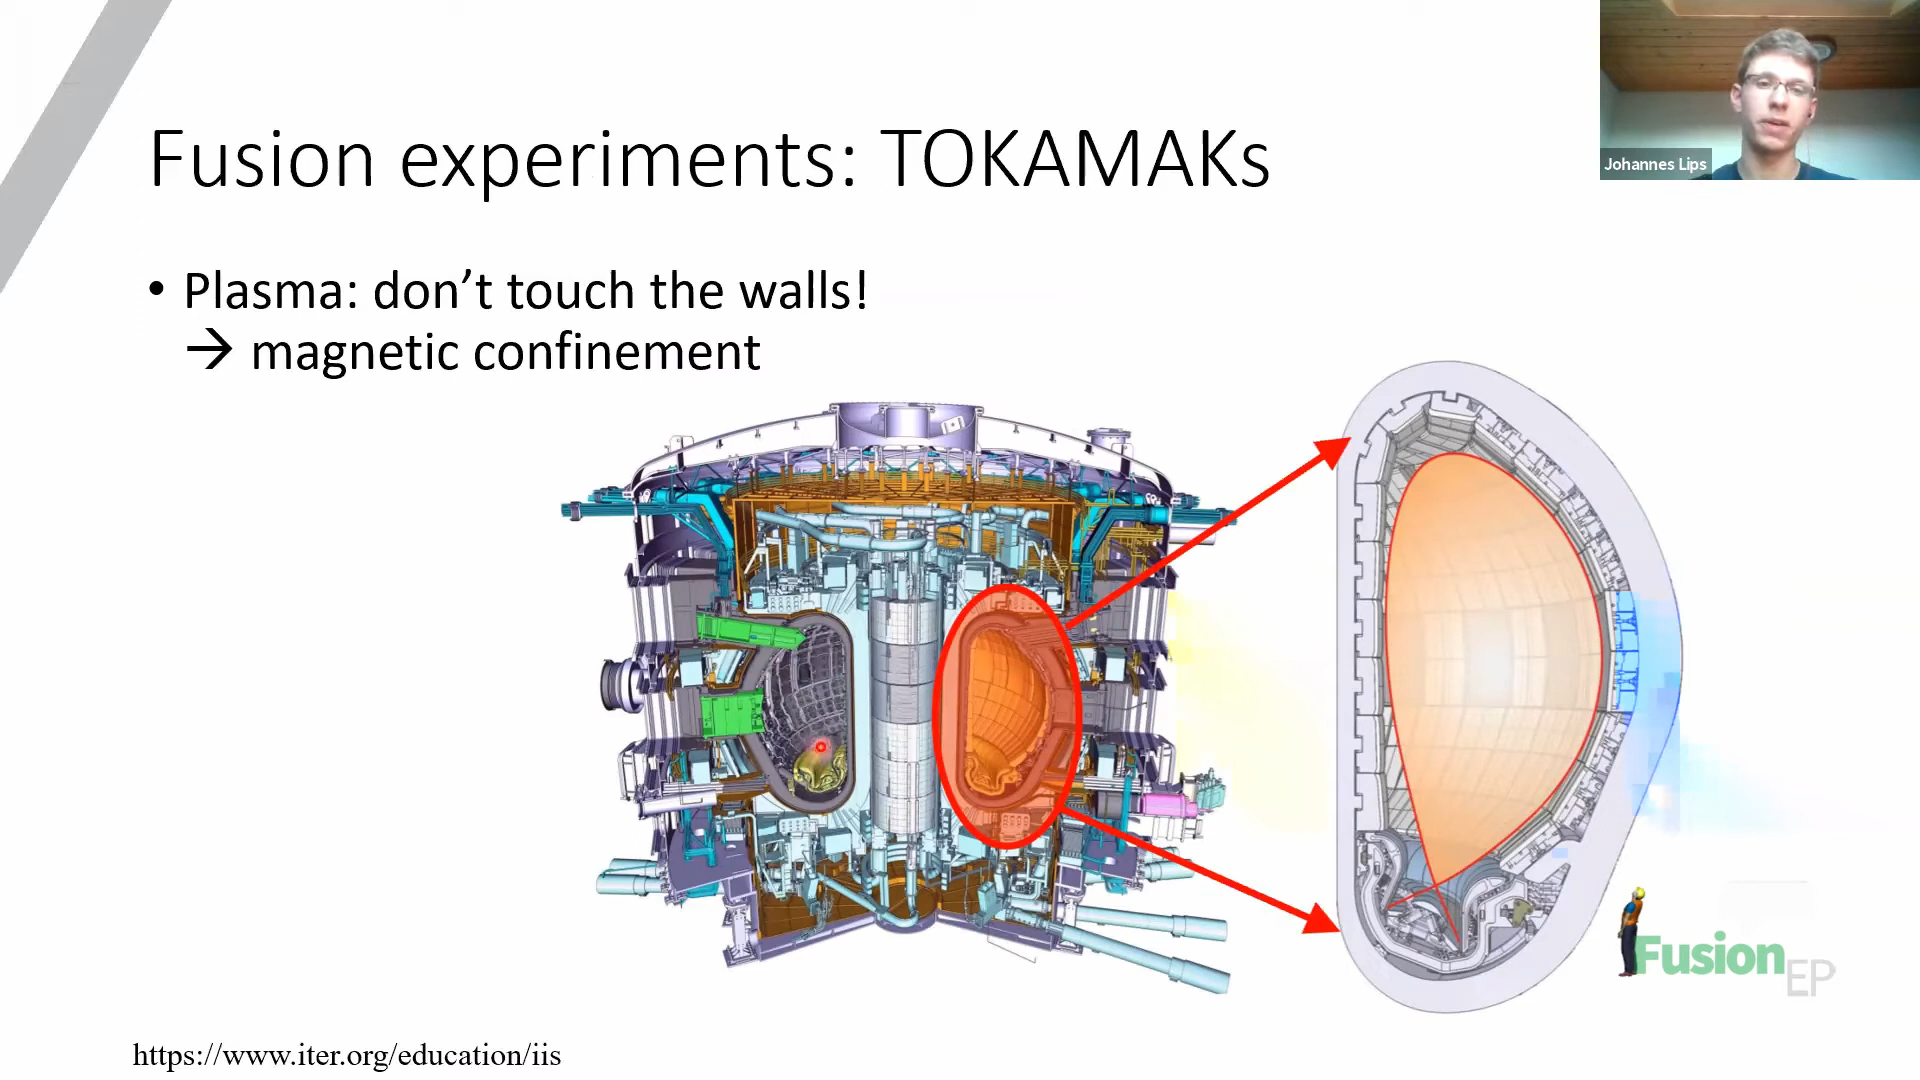 Johannes Lips
Fusion experiments: TOKAMAKs
• Plasma: don’t touch the walls!
→ magnetic confinement
Fusion
EP
https://www.iter.org/education/iis